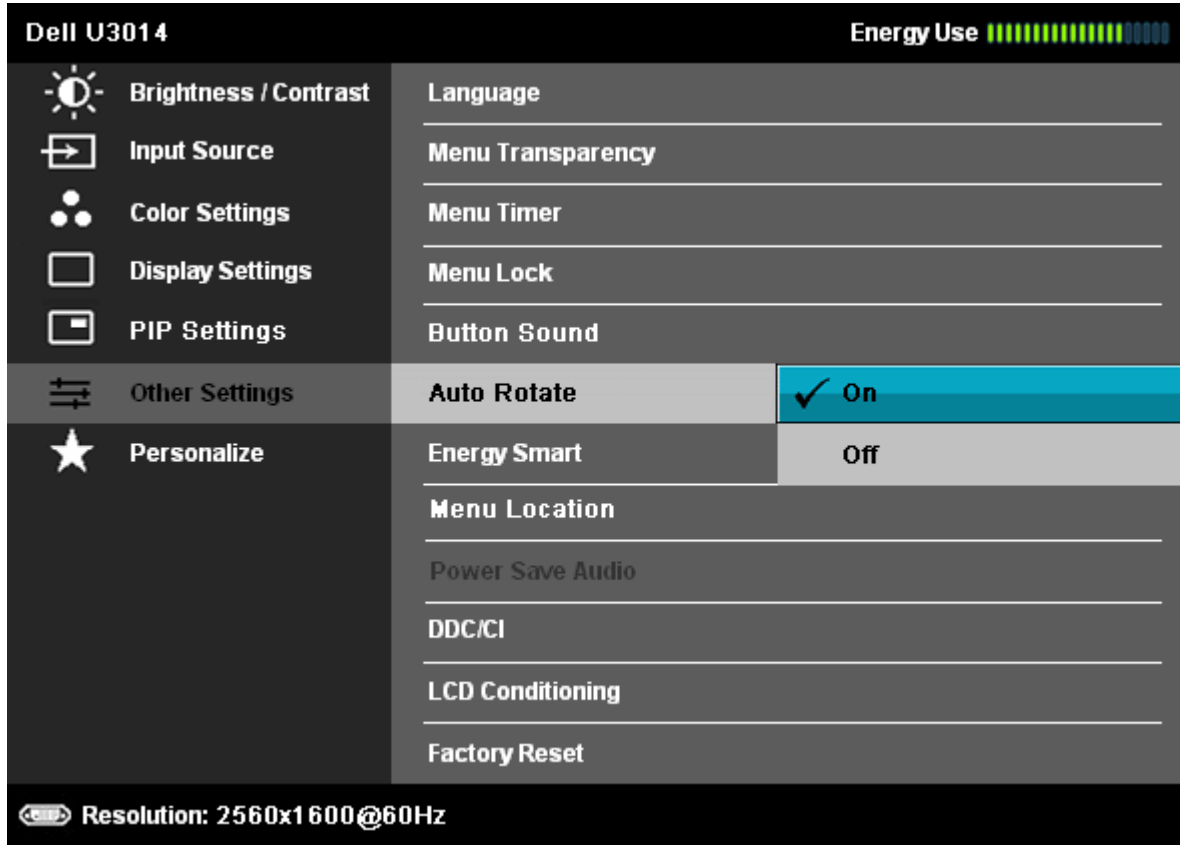 Dell U3014
Energy Use
Brightness / Contrast
Input Source
Color Settings
Display Settings
PIP Settings
Other Settings
Personalize
Language
Menu Transparency
Menu Timer
Menu Lock
Button Sound
Auto Rotate
On
Off
Energy Smart
Menu Location
Power Save Audio
DDC/CI
LCD Conditioning
Factory Reset
Resolution: 2560x1600@60Hz